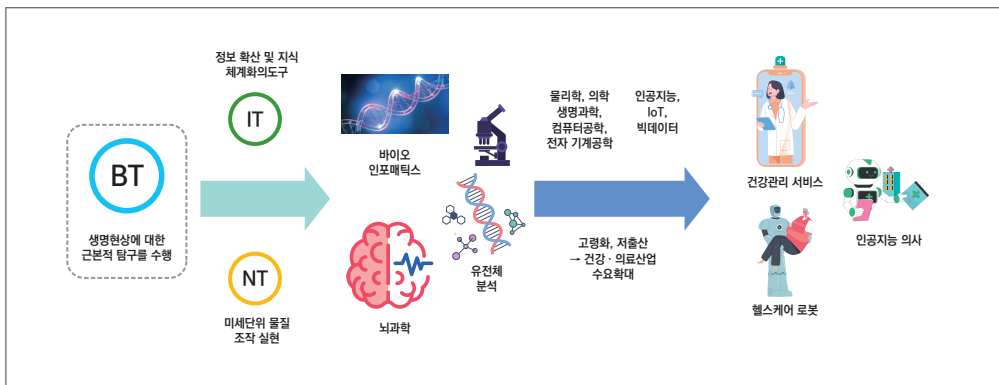 BT
생명현상에 대한
근본적 탐구를 수행
정보 확산 및 지식
체계화의도구
IT
NT
미세단위 물질
조작 실현
바이오
인포매틱스
뇌과학
유전체
분석
물리학, 의학
생명과학,
컴퓨터공학,
전자 기계공학
인공지능,
IoT,
빅데이터
고령화, 저출산
→ 건강 · 의료산업
수요확대
건강관리 서비스
헬스케어 로봇
인공지능 의사